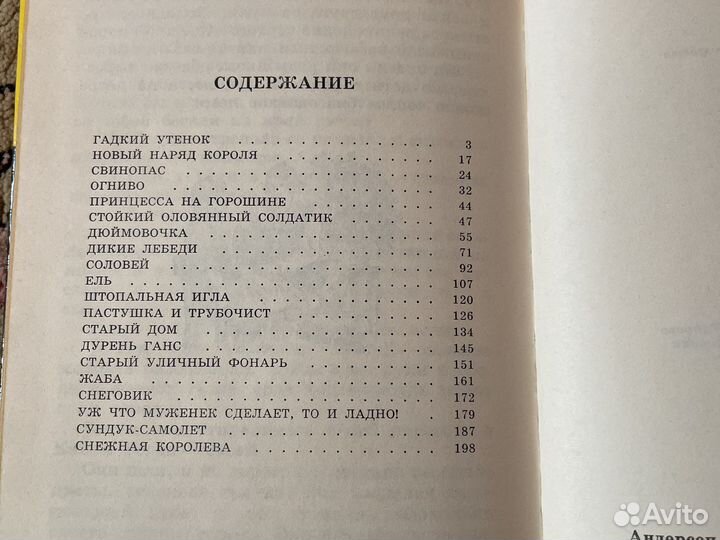 СОДЕРЖАНИЕ
ГАДКИЙ УТЕНОК . . . . . . . . . . . . . 3
НОВЫЙ НАРЯД КОРОЛЯ . . . . . . . . . . . 17
СВИНОПАС . . . . . . . . . . . . . . . 24
ОГНИВО . . . . . . . . . . . . . . . . 32
ПРИНЦЕССА НА ГОРОШИНЕ . . . . . . . . . 44
СТОЙКИЙ ОЛОВЯННЫЙ СОЛДАТИК . . . . . . 47
ДЮЙМОВОЧКА . . . . . . . . . . . . . . 55
ДИКИЕ ЛЕБЕДИ . . . . . . . . . . . . . 71
СОЛОВЕЙ . . . . . . . . . . . . . . . 92
ЕЛЬ . . . . . . . . . . . . . . . . . 107
ШТОПАЛЬНАЯ ИГЛА . . . . . . . . . . . . 120
ПАСТУШКА И ТРУБОЧИСТ . . . . . . . . . 126
СТАРЫЙ ДОМ . . . . . . . . . . . . . . 134
ДУРЕНЬ ГАНС . . . . . . . . . . . . . . 145
СТАРЫЙ УЛИЧНЫЙ ФОНАРЬ . . . . . . . . . 151
ЖАБА . . . . . . . . . . . . . . . . . 161
СНЕГОВИК . . . . . . . . . . . . . . . 172
УЖ ЧТО МУЖЕНЕК СДЕЛАЕТ, ТО И ЛАДНО! . . 179
СУНДУК-САМОЛЕТ . . . . . . . . . . . . 187
СНЕЖНАЯ КОРОЛЕВА . . . . . . . . . . . 198
Андерсен
Avito